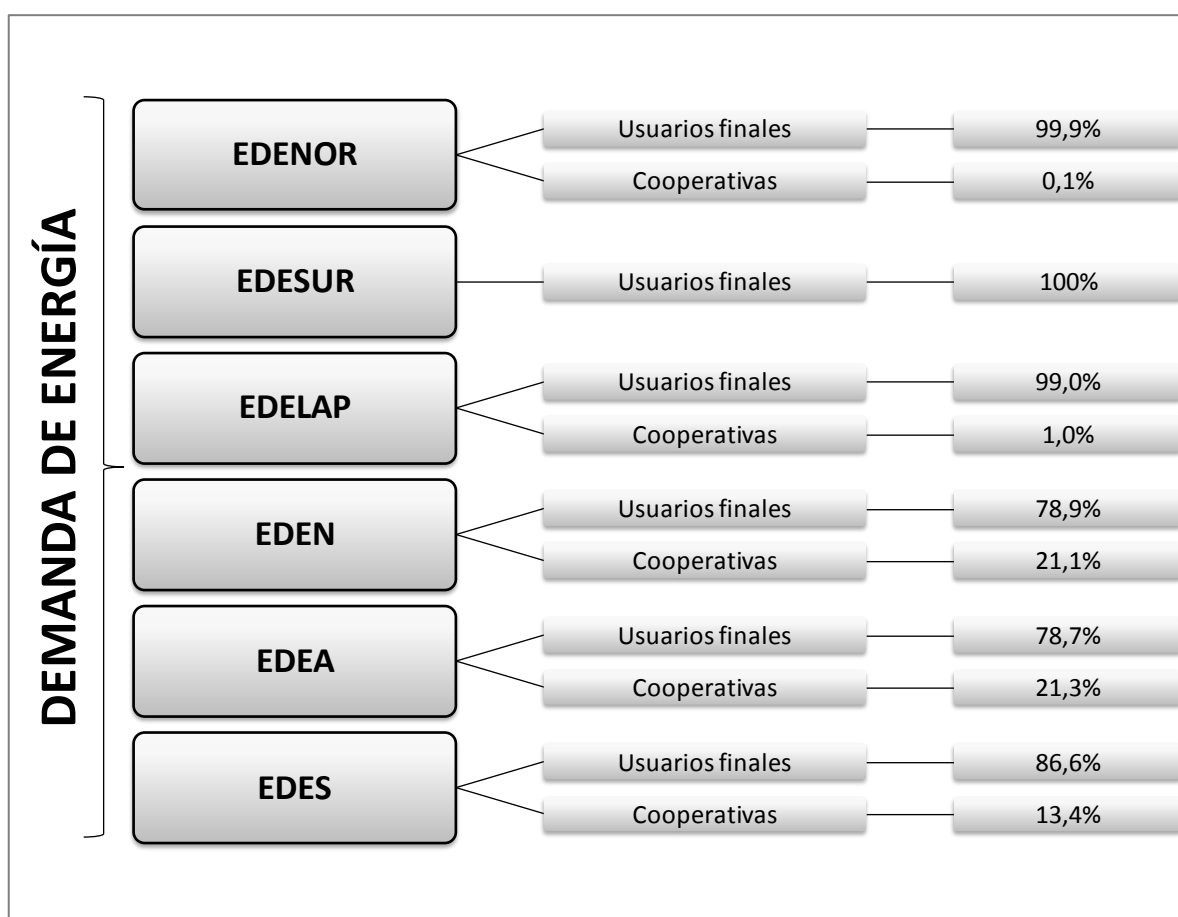 DEMANDA DE ENERGÍA
EDENOR
Usuarios finales
99,9%
Cooperativas
0,1%
EDESUR
Usuarios finales
100%
EDELAP
Usuarios finales
99,0%
Cooperativas
1,0%
EDEN
Usuarios finales
78,9%
Cooperativas
21,1%
EDEA
Usuarios finales
78,7%
Cooperativas
21,3%
EDES
Usuarios finales
86,6%
Cooperativas
13,4%